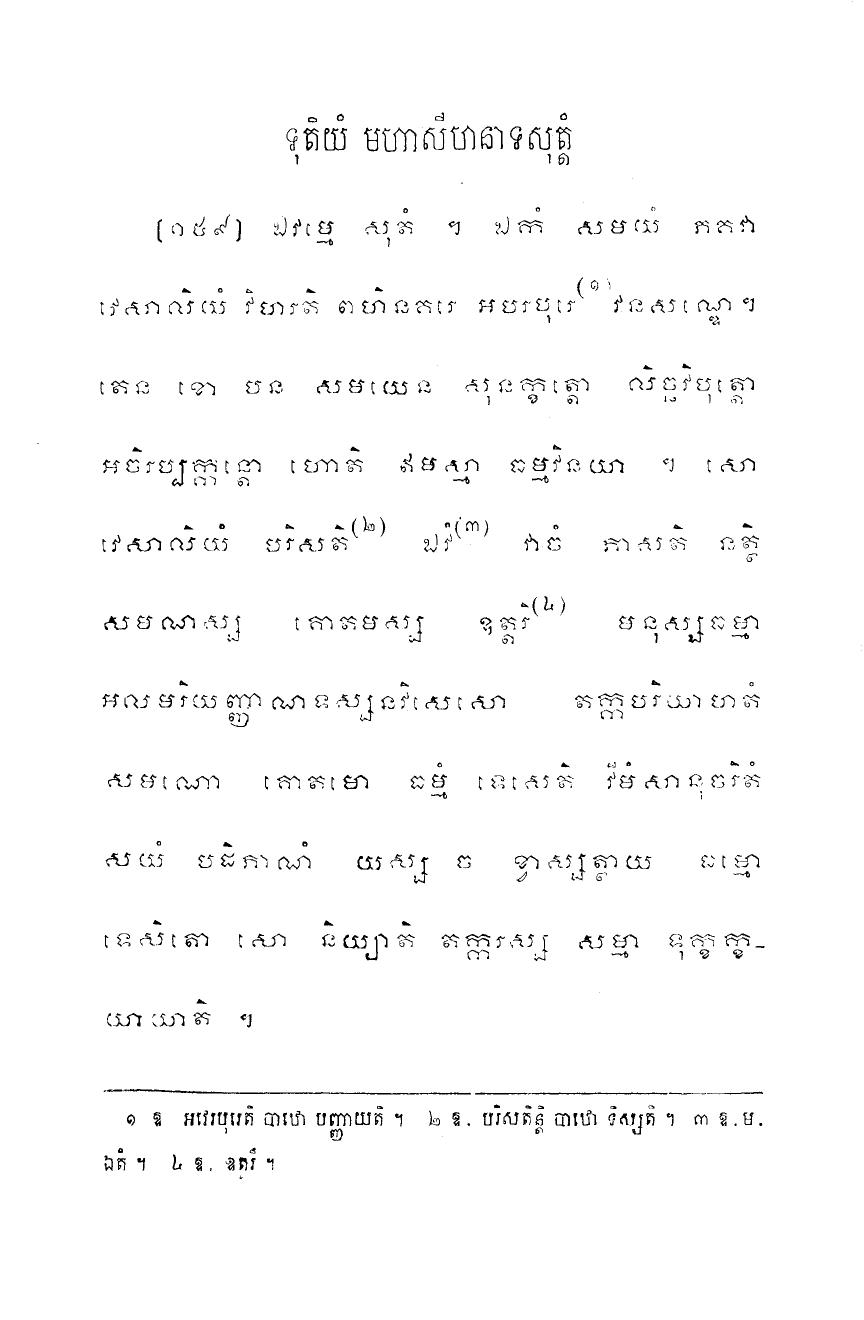 ទុតិយំ មហាសីហនាទសុត្តំ
[១៥៩] ឯវម្មេ សុតំ ។ ឯកំ សមយំ ភគវា
វេសាលិយំ វិហារតិ ពហិនគរេ អបរបុរេ(១) វនសណ្ឌេ។
តេន ខោ បន សមយេន សុនក្ខត្តោ លិច្ឆវិបុត្តោ
អចិរប្បក្កន្តោ ហោតិ ឥមស្មា ធម្មវិនយា ។ សោ
វេសាលិយំ បរិសតិ(២) ឯវំ(៣) វាចំ ភាសតិ នត្ថិ
សមណស្ស គោតមស្ស ឧត្តរិំ(៤) មនុស្សធម្មា
អលមរិយញ្ញាណទស្សនវិសេសោ តក្កបរិយាហតំ
សមណោ គោតមោ ធម្មំ ទេសេតិ វីមំសានុចរិតំ
សយំ បដិភាណំ យស្ស ច ខ្វាស្សត្ថាយ ធម្មោ
ទេសិតោ សោ និយ្យាតិ តក្ករស្ស សម្មា ទុក្ខក្ខ-
យាយាតិ ។
១ ឱ អវេរបុរេតិ បាឋោ បញ្ញាយតិ ។ ២ ឱ. បរិសតិន្តិ បាឋោ ទិស្សតិ ។ ៣ ឱ.ម.
ឯតំ ។ ៤ ឱ. ឧតុរឹ ។